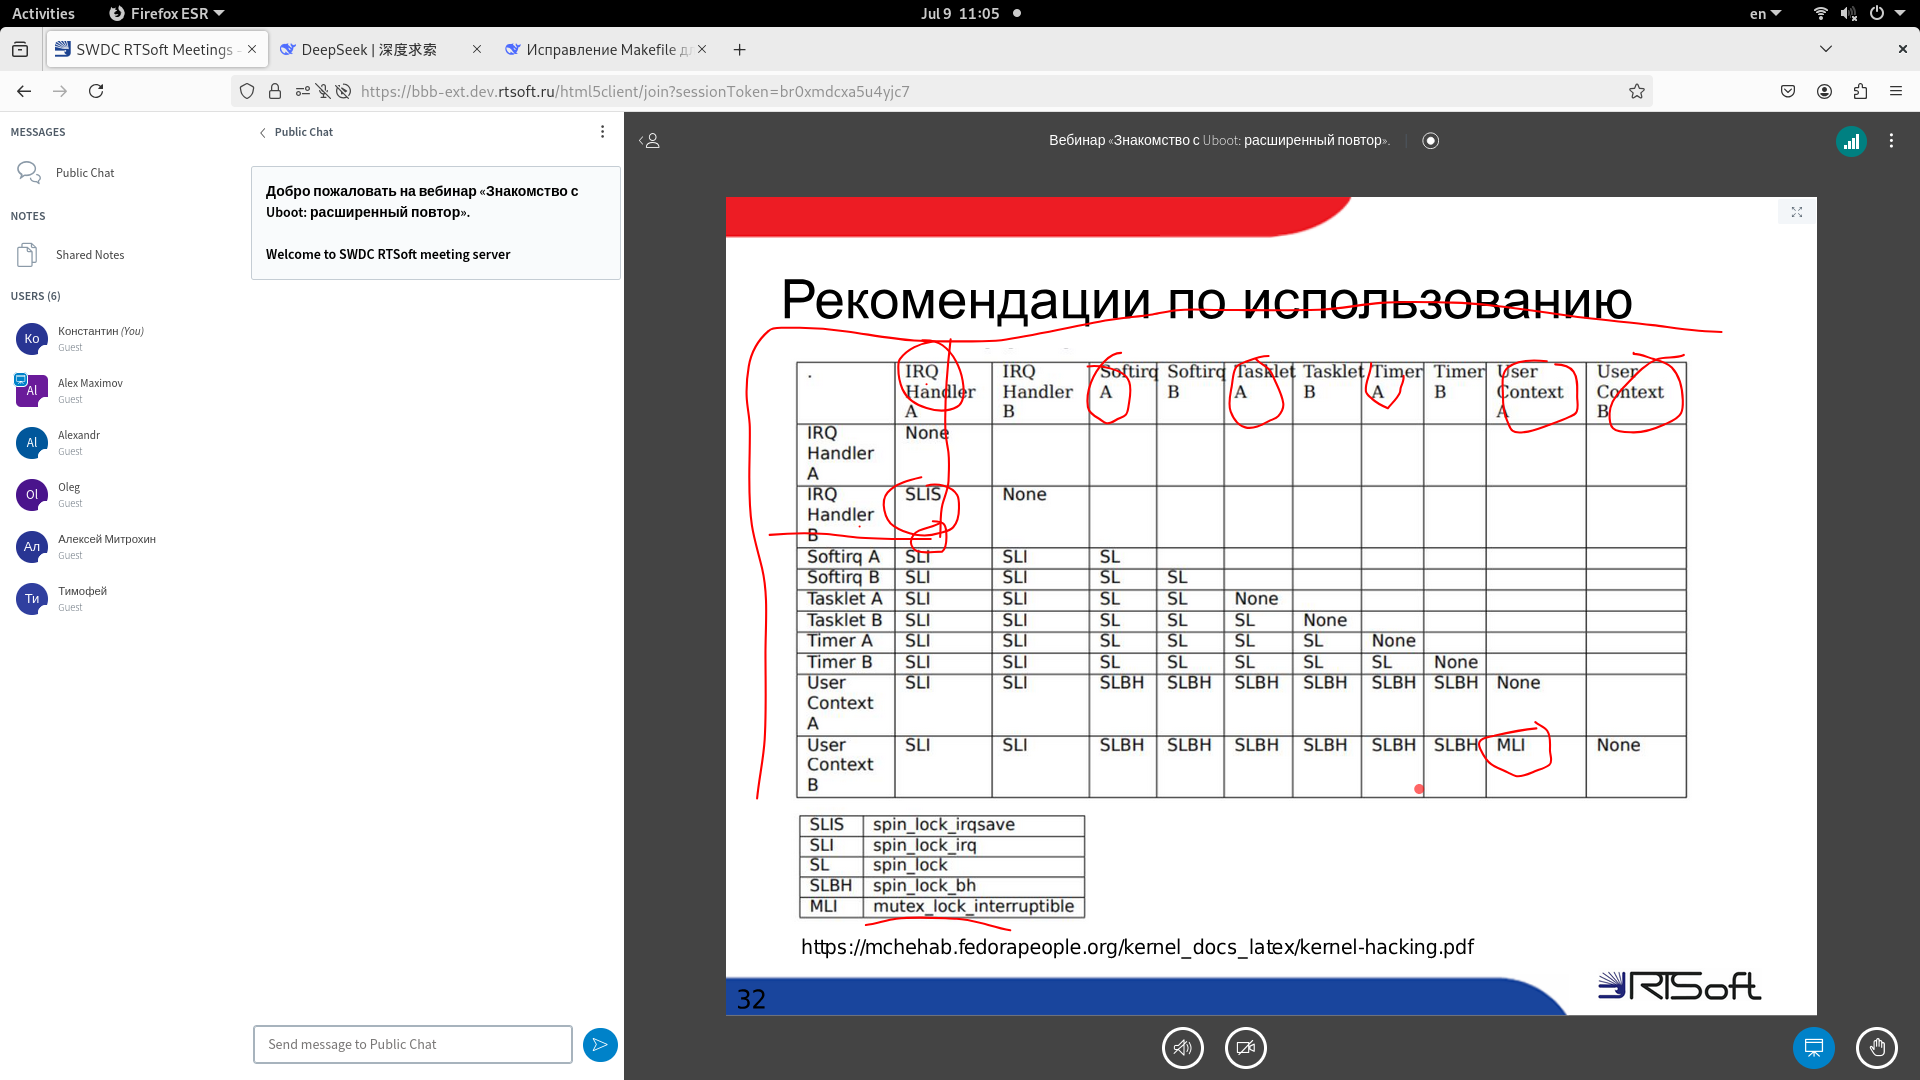 Activities Firefox ESR Jul 9 11:05 en
SWDC RTSoft Meetings - DeepSeek | 深度求索 Исправление Makefile дл
https://bbb-ext.dev.rtsoft.ru/html5client/join?sessionToken=br0xmdcxa5u4yjc7
MESSAGES
Public Chat
NOTES
Shared Notes
USERS (6)
Ko Константин (You)
Guest
Al Alex Maximov
Guest
Al Alexandr
Guest
Ol Oleg
Guest
Ал Алексей Митрохин
Guest
Ти Тимофей
Guest
Public Chat
Добро пожаловать на вебинар «Знакомство с
Uboot: расширенный повтор».
Welcome to SWDC RTSoft meeting server
Send message to Public Chat
Вебинар «Знакомство с Uboot: расширенный повтор».
Рекомендации по использованию
. IRQ Handler A IRQ Handler B Softirq A Softirq B Tasklet A Tasklet B Timer A Timer B User Context A User Context B
IRQ Handler A None
IRQ Handler B SLIS None
Softirq A SLI SLI SL
Softirq B SLI SLI SL SL
Tasklet A SLI SLI SL SL None
Tasklet B SLI SLI SL SL SL None
Timer A SLI SLI SL SL SL SL None
Timer B SLI SLI SL SL SL SL SL None
User Context A SLI SLI SLBH SLBH SLBH SLBH SLBH SLBH None
User Context B SLI SLI SLBH SLBH SLBH SLBH SLBH SLBH MLI None
SLIS spin_lock_irqsave
SLI spin_lock_irq
SL spin_lock
SLBH spin_lock_bh
MLI mutex_lock_interruptible
https://mchehab.fedorapeople.org/kernel_docs_latex/kernel-hacking.pdf
32
RTSoft